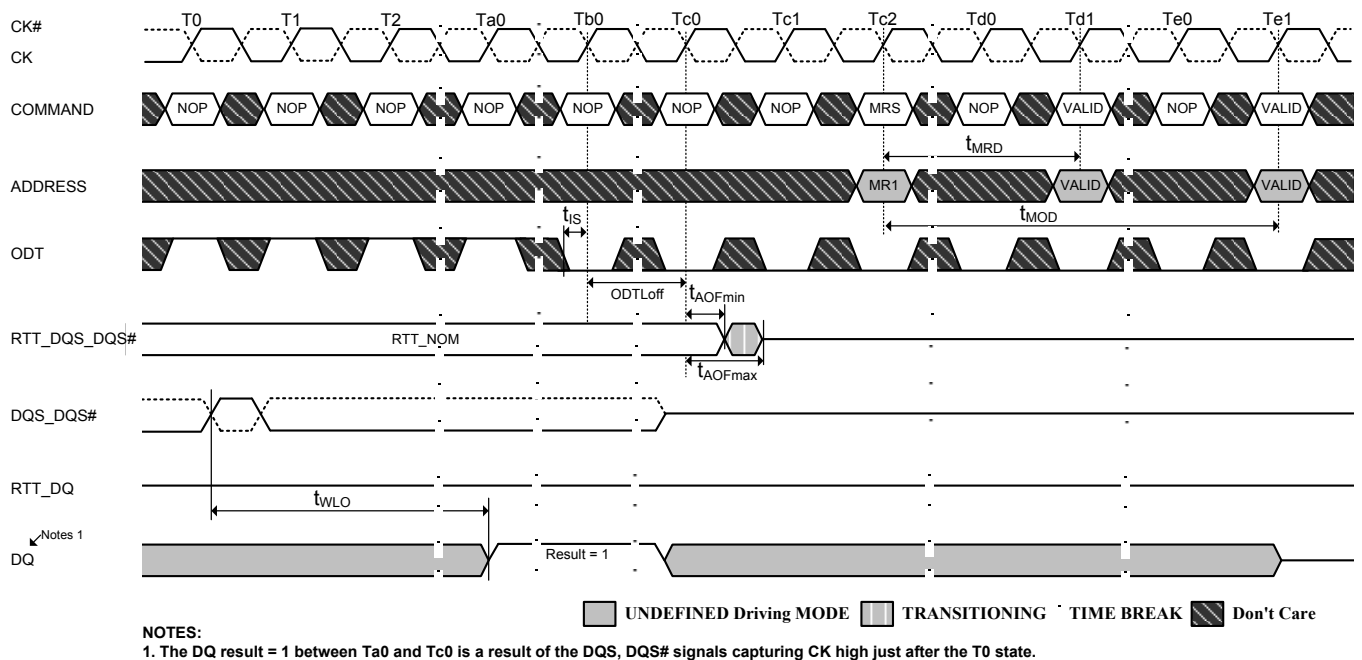 T0 T1 T2 Ta0 Tb0 Tc0 Tc1 Tc2 Td0 Td1 Te0 Te1
CK#
CK
COMMAND NOP NOP NOP NOP NOP NOP NOP MRS NOP VALID NOP VALID
tMRD
ADDRESS MR1 VALID VALID
tIS tMOD
ODT
ODTLoff tAOFmin
RTT_DQS_DQS# RTT_NOM
tAOFmax
DQS_DQS#
RTT_DQ
tWLO
Notes 1
DQ Result = 1
UNDEFINED Driving MODE TRANSITIONING TIME BREAK Don't Care
NOTES:
1. The DQ result = 1 between Ta0 and Tc0 is a result of the DQS, DQS# signals capturing CK high just after the T0 state.